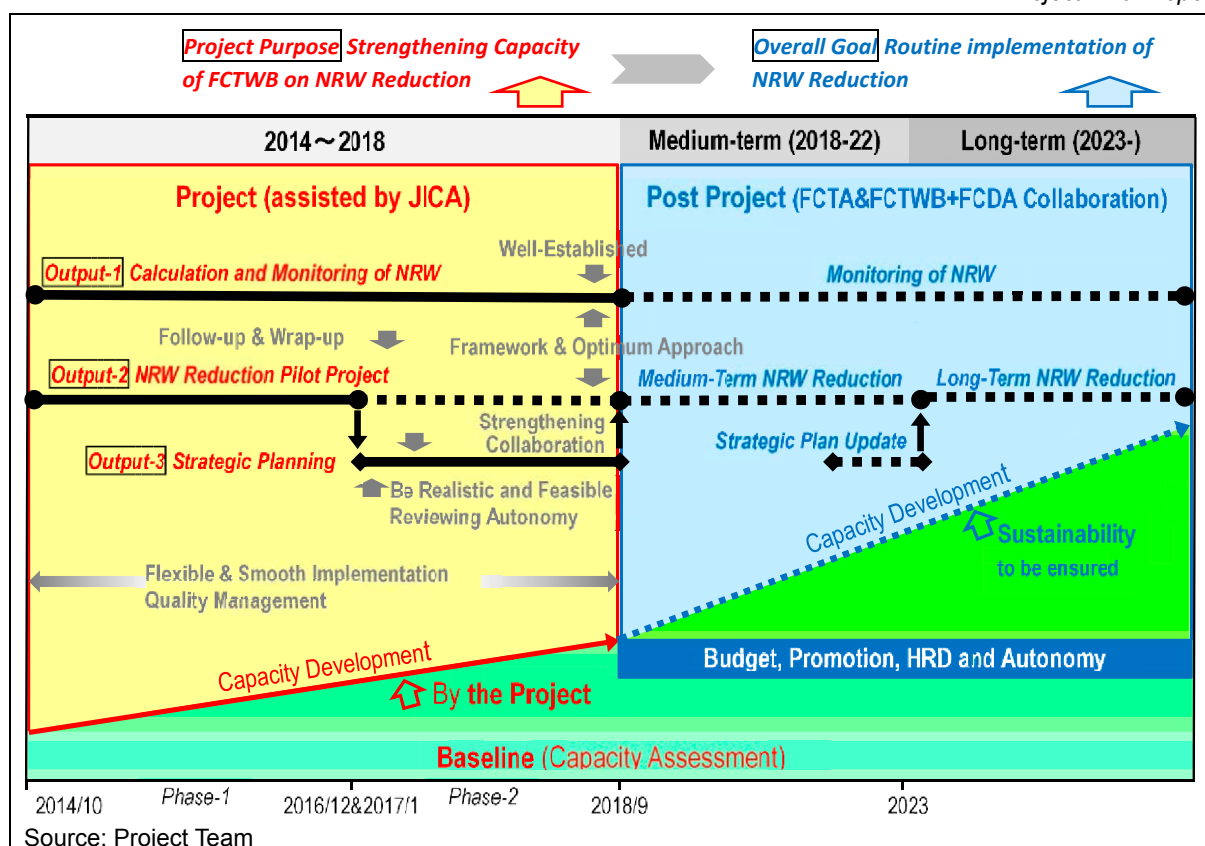 Project Purpose Strengthening Capacity
of FCTWB on NRW Reduction
Overall Goal Routine implementation of
NRW Reduction
2014～2018
Medium-term (2018-22)
Long-term (2023-)
Project (assisted by JICA)
Post Project (FCTA&FCTWB+FCDA Collaboration)
Well-Established
Output-1 Calculation and Monitoring of NRW
Monitoring of NRW
Follow-up & Wrap-up
Framework & Optimum Approach
Output-2 NRW Reduction Pilot Project
Medium-Term NRW Reduction
Long-Term NRW Reduction
Strengthening
Collaboration
Strategic Plan Update
Output-3 Strategic Planning
Be Realistic and Feasible
Reviewing Autonomy
Capacity Development
Sustainability
to be ensured
Flexible & Smooth Implementation
Quality Management
Capacity Development
By the Project
Budget, Promotion, HRD and Autonomy
Baseline (Capacity Assessment)
2014/10
Phase-1
2016/12&2017/1
Phase-2
2018/9
2023
Source: Project Team